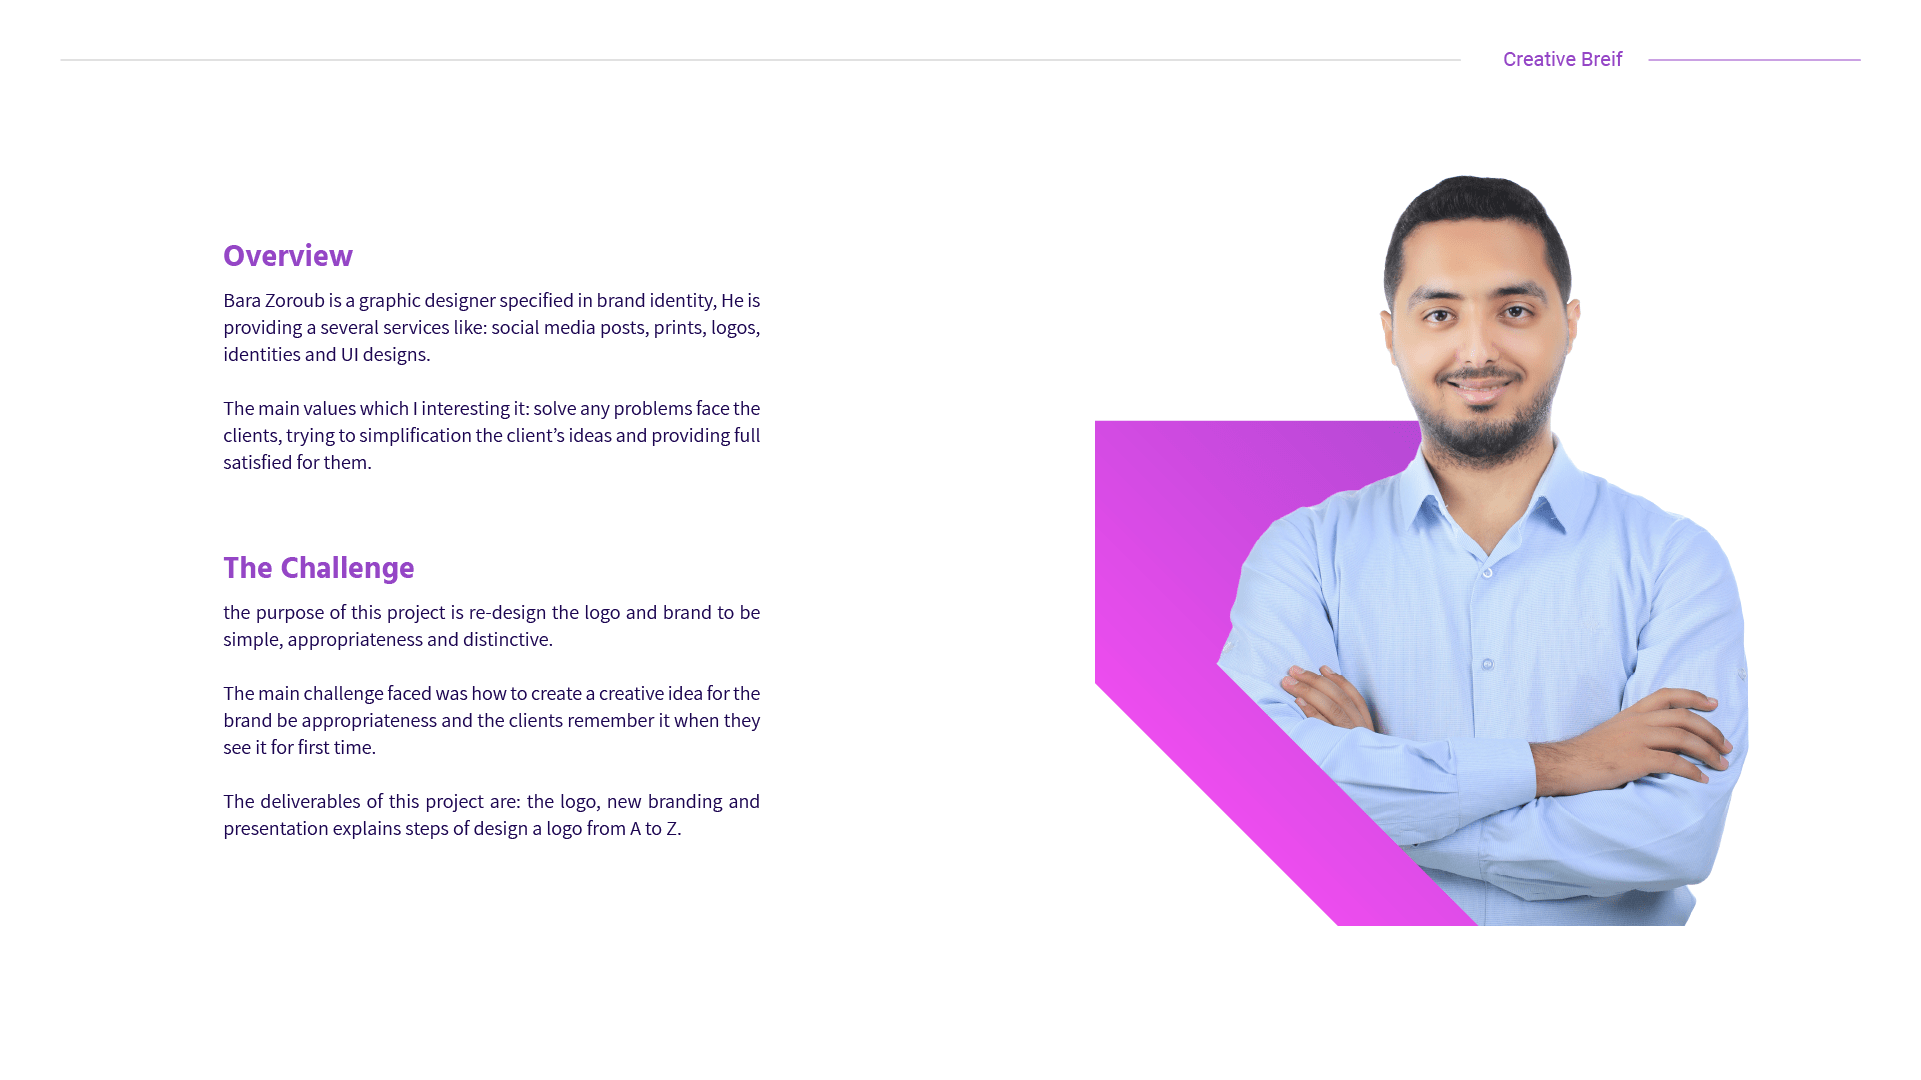 Creative Breif
Overview
Bara Zoroub is a graphic designer specified in brand identity, He is
providing a several services like: social media posts, prints, logos,
identities and UI designs.
The main values which I interesting it: solve any problems face the
clients, trying to simplification the client’s ideas and providing full
satisfied for them.
The Challenge
the purpose of this project is re-design the logo and brand to be
simple, appropriateness and distinctive.
The main challenge faced was how to create a creative idea for the
brand be appropriateness and the clients remember it when they
see it for first time.
The deliverables of this project are: the logo, new branding and
presentation explains steps of design a logo from A to Z.